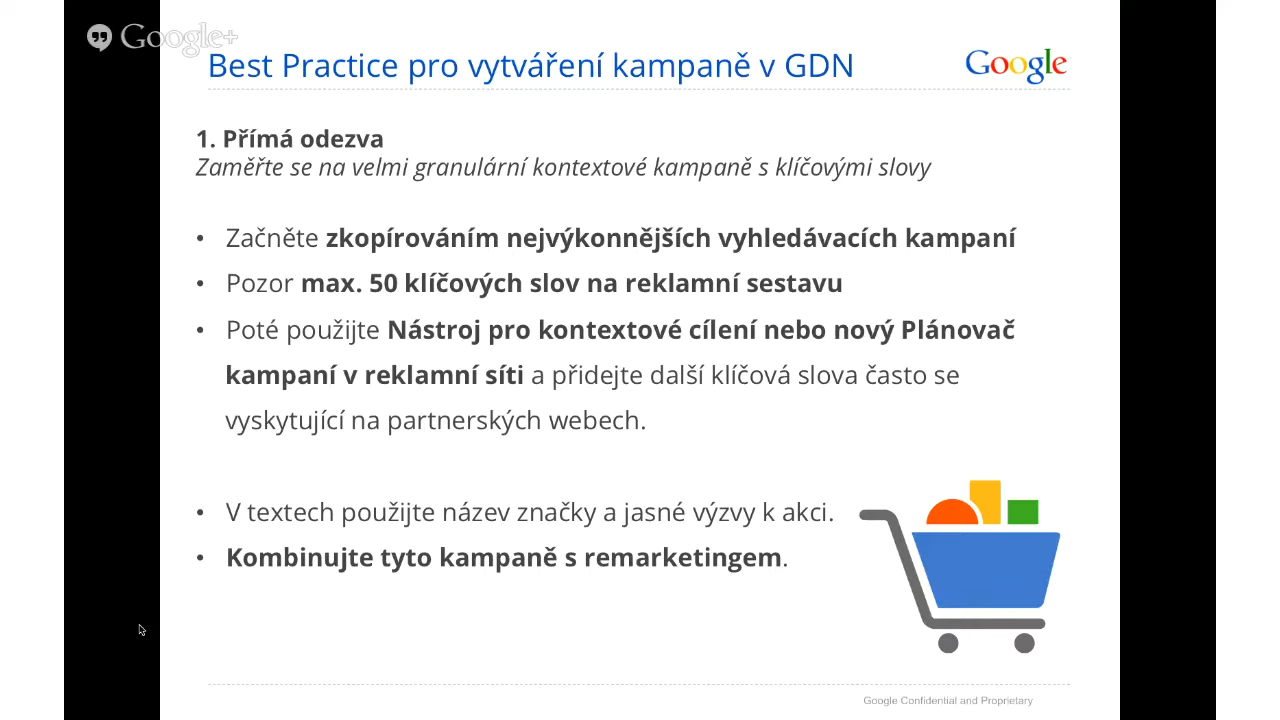 Google+
Best Practice pro vytváření kampaně v GDN
Google
1. Přímá odezva
Zaměřte se na velmi granulární kontextové kampaně s klíčovými slovy
• Začněte zkopírováním nejvýkonnějších vyhledávacích kampaní
• Pozor max. 50 klíčových slov na reklamní sestavu
• Poté použijte Nástroj pro kontextové cílení nebo nový Plánovač
kampaní v reklamní síti a přidejte další klíčová slova často se
vyskytující na partnerských webech.
• V textech použijte název značky a jasné výzvy k akci.
• Kombinujte tyto kampaně s remarketingem.
Google Confidential and Proprietary